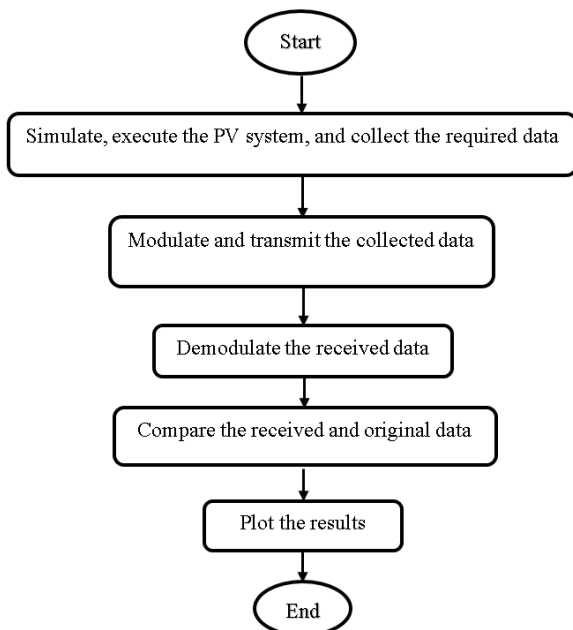 Start
Simulate, execute the PV system, and collect the required data
Modulate and transmit the collected data
Demodulate the received data
Compare the received and original data
Plot the results
End